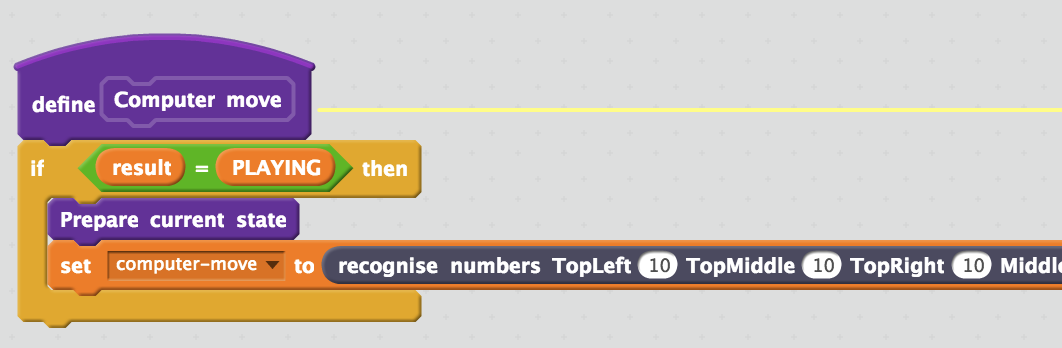 define Computer move
if result = PLAYING then
Prepare current state
set computer-move to recognise numbers TopLeft 10 TopMiddle 10 TopRight 10